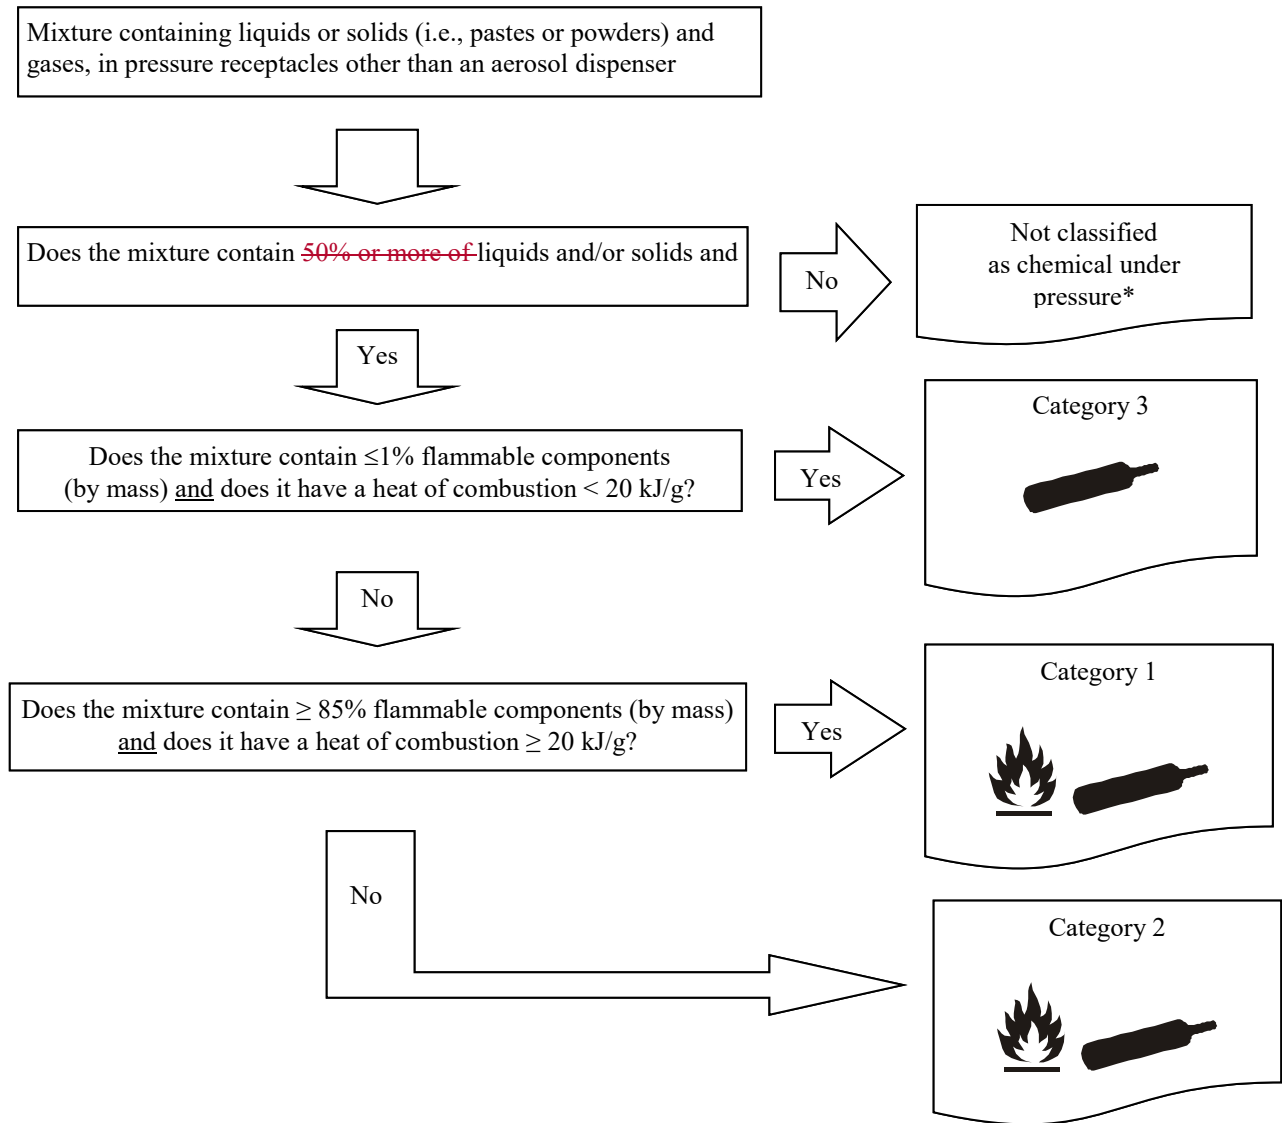 Mixture containing liquids or solids (i.e., pastes or powders) and
gases, in pressure receptacles other than an aerosol dispenser
Does the mixture contain 50% or more of liquids and/or solids and
No
Not classified
as chemical under
pressure*
Yes
Category 3
Does the mixture contain ≤1% flammable components
(by mass) and does it have a heat of combustion < 20 kJ/g?
Yes
No
Category 1
Does the mixture contain ≥ 85% flammable components (by mass)
and does it have a heat of combustion ≥ 20 kJ/g?
Yes
No
Category 2